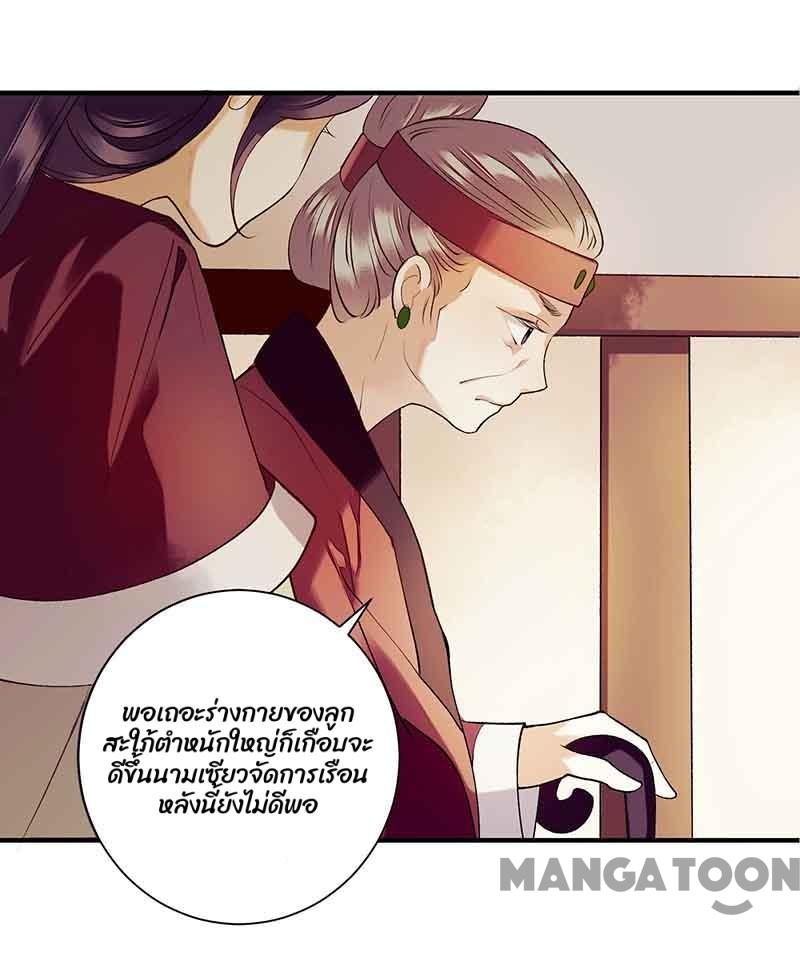 พอเถอะร่างกายของลูก
สะใภ้ตำหนักใหญ่ก็เกือบจะ
ดีขึ้นนามเซียวจัดการเรือน
หลังนี้ยังไม่ดีพอ
MANGATOON